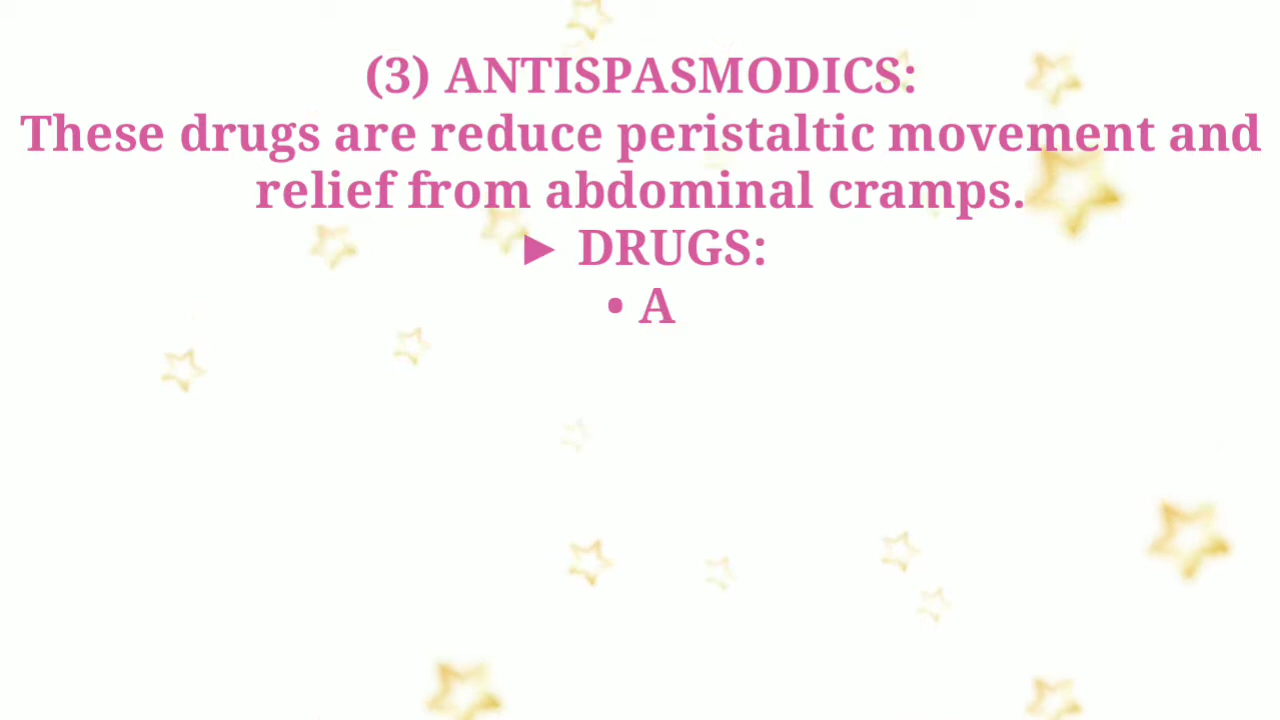 (3) ANTISPASMODICS:
These drugs are reduce peristaltic movement and
relief from abdominal cramps.
► DRUGS:
• A